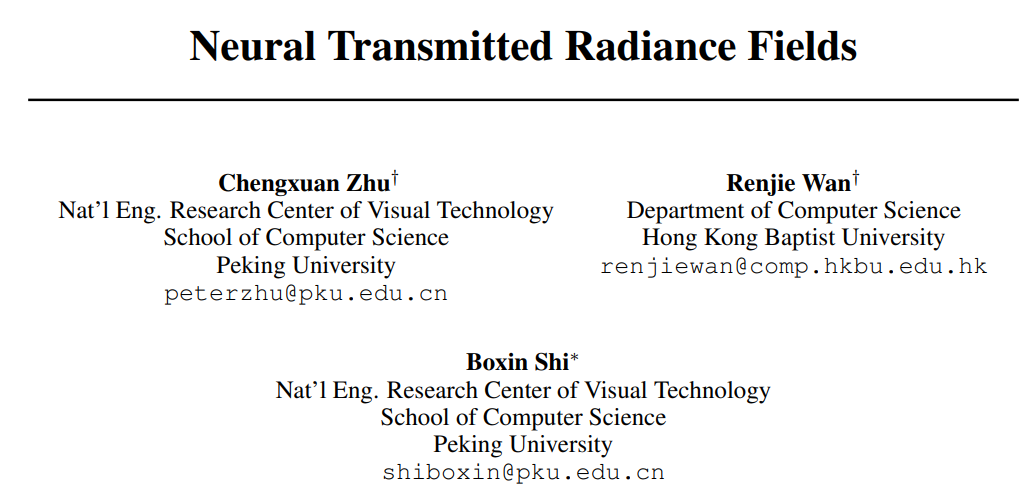 Neural Transmitted Radiance Fields
Chengxuan Zhu†
Nat'l Eng. Research Center of Visual Technology
School of Computer Science
Peking University
peterzhu@pku.edu.cn
Renjie Wan†
Department of Computer Science
Hong Kong Baptist University
renjiewan@comp.hkbu.edu.hk
Boxin Shi*
Nat'l Eng. Research Center of Visual Technology
School of Computer Science
Peking University
shiboxin@pku.edu.cn